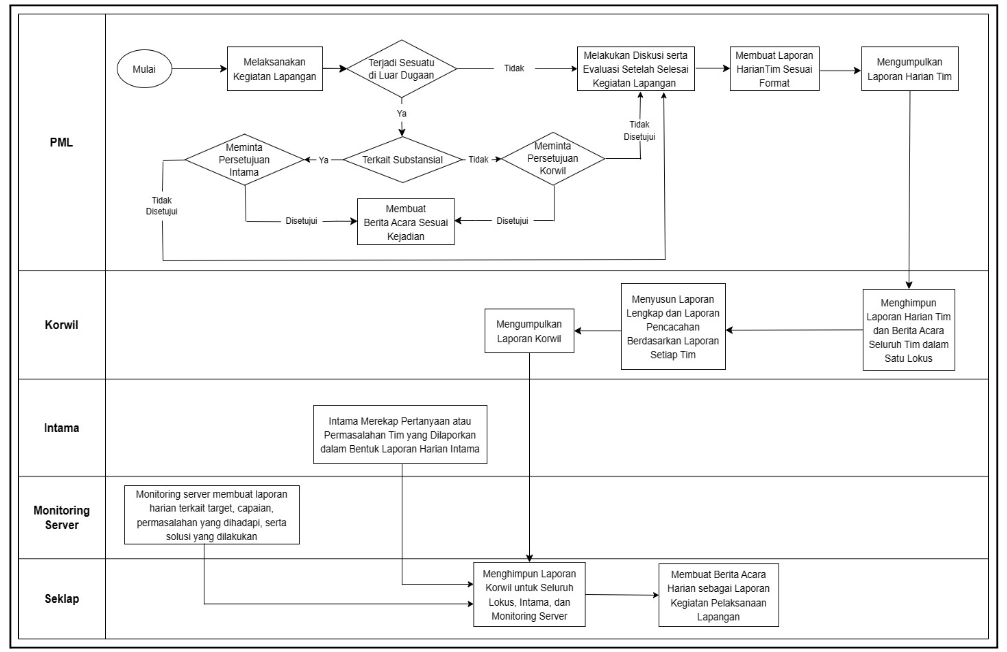 PML
Mulai
Melaksanakan
Kegiatan Lapangan
Terjadi Sesuatu
di Luar Dugaan
Tidak
Melakukan Diskusi serta
Evaluasi Setelah Selesai
Kegiatan Lapangan
Membuat Laporan
HarianTim Sesuai
Format
Mengumpulkan
Laporan Harian Tim
Ya
Meminta
Persetujuan
Intama
Ya
Terkait Substansial
Tidak
Meminta
Persetujuan
Korwil
Tidak
Disetujui
Tidak
Disetujui
Disetujui
Membuat
Berita Acara Sesuai
Kejadian
Disetujui
Korwil
Mengumpulkan
Laporan Korwil
Menyusun Laporan
Lengkap dan Laporan
Pencacahan
Berdasarkan Laporan
Setiap Tim
Menghimpun
Laporan Harian Tim
dan Berita Acara
Seluruh Tim dalam
Satu Lokus
Intama
Intama Merekap Pertanyaan atau
Permasalahan Tim yang Dilaporkan
dalam Bentuk Laporan Harian Intama
Monitoring
Server
Monitoring server membuat laporan
harian terkait target, capaian,
permasalahan yang dihadapi, serta
solusi yang dilakukan
Seklap
Menghimpun Laporan
Korwil untuk Seluruh
Lokus, Intama, dan
Monitoring Server
Membuat Berita Acara
Harian sebagai Laporan
Kegiatan Pelaksanaan
Lapangan